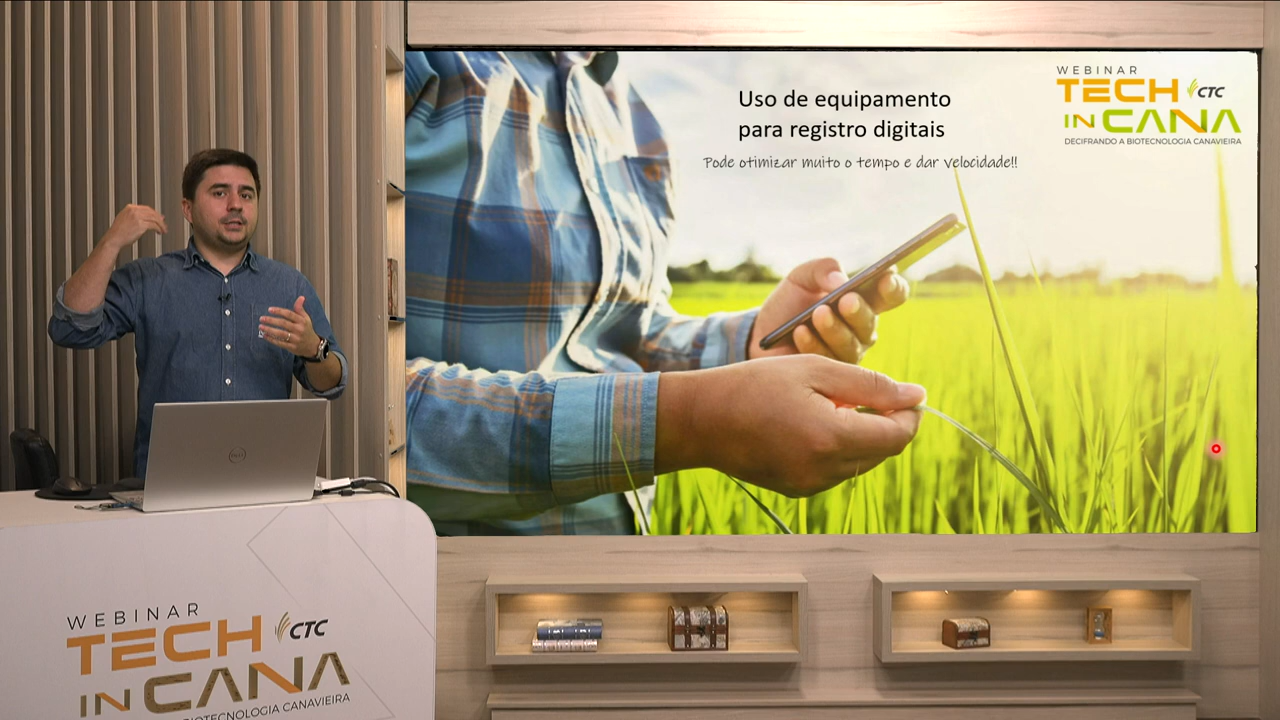 Uso de equipamento
para registro digitais
Pode otimizar muito o tempo e dar velocidade!!
WEBINAR
TECH CTC
IN CANA
DECIFRANDO A BIOTECNOLOGIA CANAVIEIRA
DELL
WEBINAR
TECH CTC
IN CANA
BIOTECNOLOGIA CANAVIEIRA